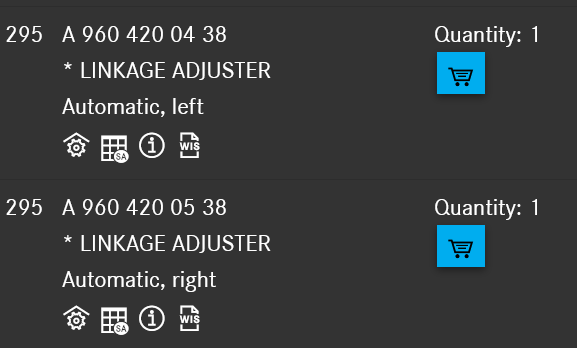 295 A 960 420 04 38 Quantity: 1
* LINKAGE ADJUSTER
Automatic, left
SA WIS
295 A 960 420 05 38 Quantity: 1
* LINKAGE ADJUSTER
Automatic, right
SA WIS